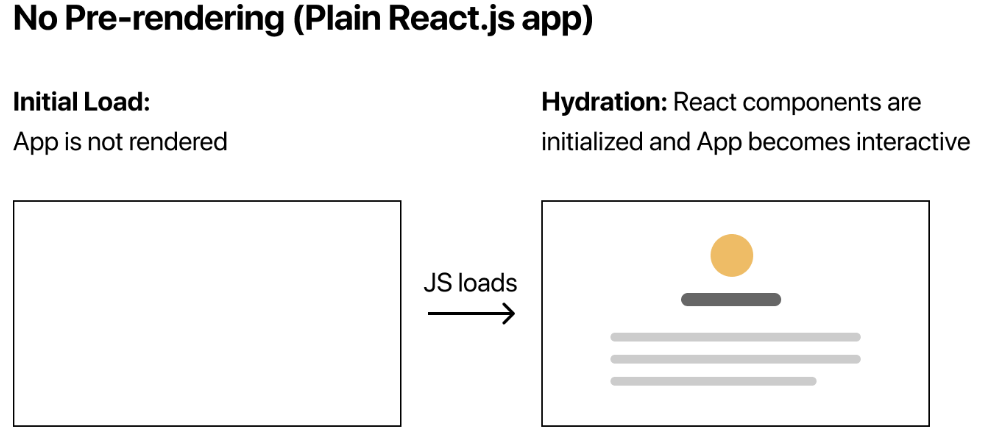 No Pre-rendering (Plain React.js app)
Initial Load:
App is not rendered
Hydration: React components are
initialized and App becomes interactive
JS loads